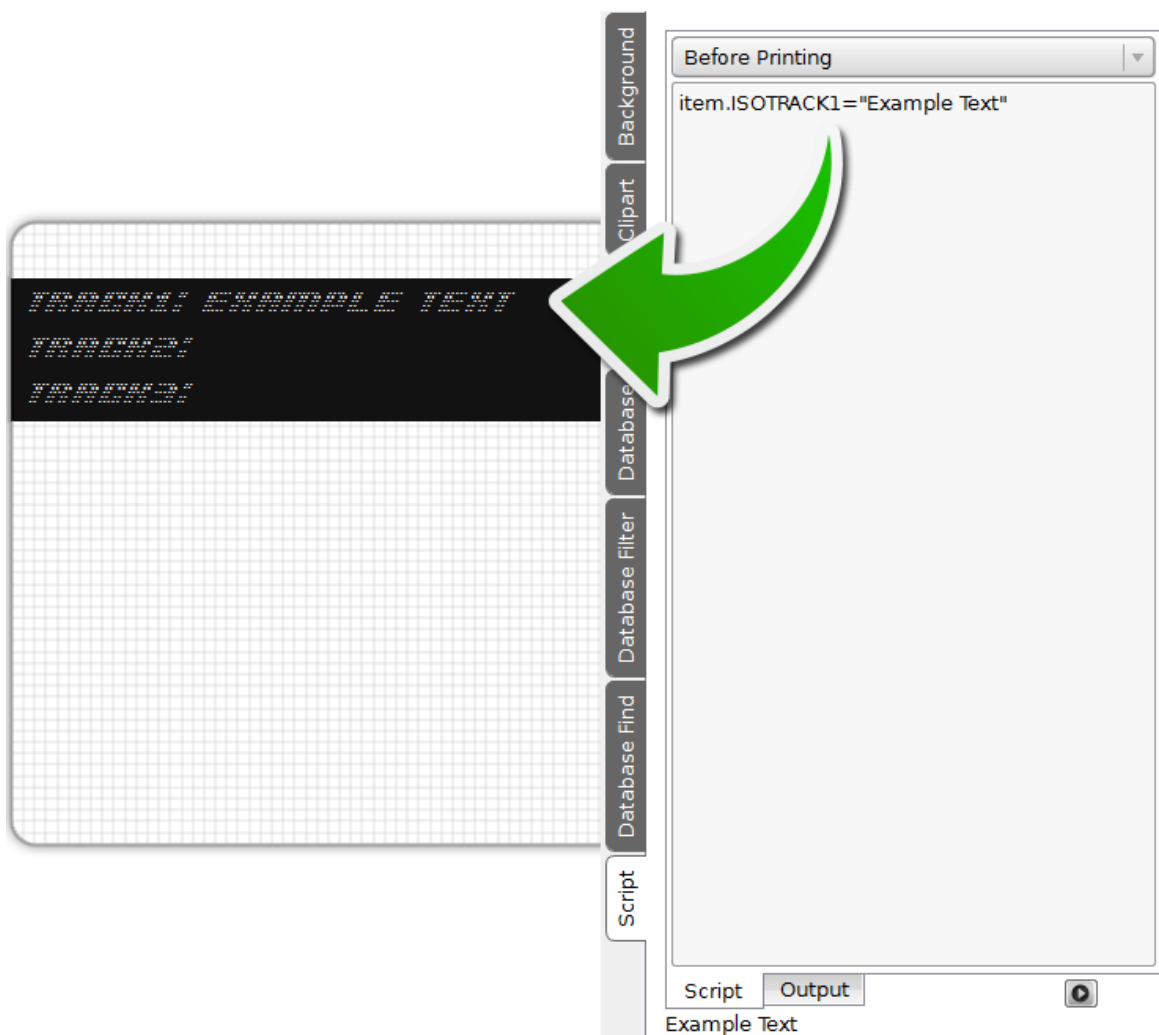 TRACK1: EXAMPLE TEXT
TRACK2:
TRACK3:
Background
Clipart
Database
Database Filter
Database Find
Script
Before Printing
item.ISOTRACK1="Example Text"
Script
Output
Example Text